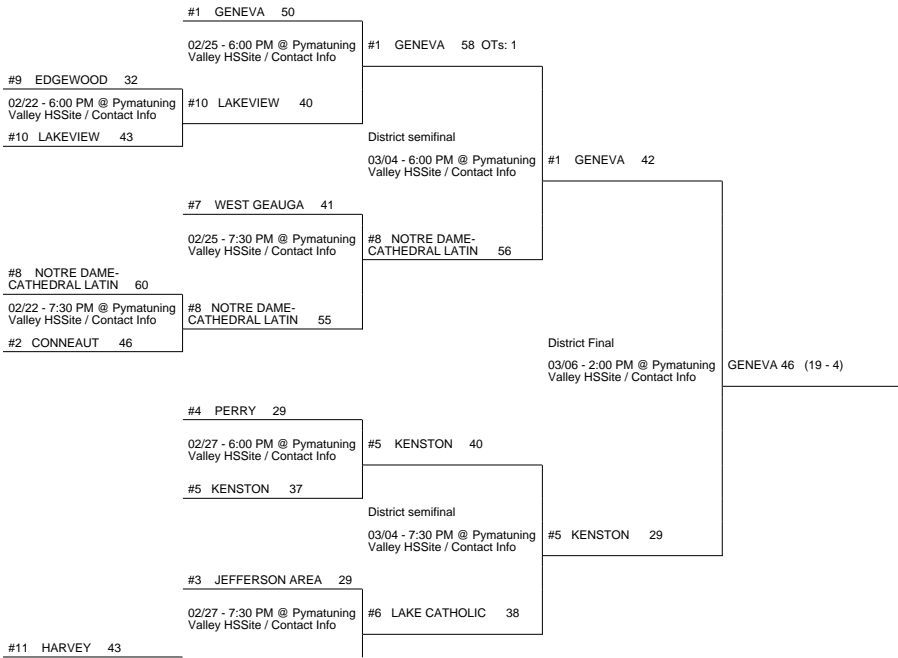 #1 GENEVA 50
02/25 - 6:00 PM @ Pymatuning
Valley HSSite / Contact Info
#1 GENEVA 58 OTs: 1
#9 EDGEWOOD 32
02/22 - 6:00 PM @ Pymatuning
Valley HSSite / Contact Info
#10 LAKEVIEW 40
#10 LAKEVIEW 43
District semifinal
03/04 - 6:00 PM @ Pymatuning
Valley HSSite / Contact Info
#1 GENEVA 42
#7 WEST GEAUGA 41
02/25 - 7:30 PM @ Pymatuning
Valley HSSite / Contact Info
#8 NOTRE DAME-
CATHEDRAL LATIN 56
#8 NOTRE DAME-
CATHEDRAL LATIN 60
02/22 - 7:30 PM @ Pymatuning
Valley HSSite / Contact Info
#8 NOTRE DAME-
CATHEDRAL LATIN 55
#2 CONNEAUT 46
District Final
03/06 - 2:00 PM @ Pymatuning
Valley HSSite / Contact Info
GENEVA 46 (19 - 4)
#4 PERRY 29
02/27 - 6:00 PM @ Pymatuning
Valley HSSite / Contact Info
#5 KENSTON 40
#5 KENSTON 37
District semifinal
03/04 - 7:30 PM @ Pymatuning
Valley HSSite / Contact Info
#5 KENSTON 29
#3 JEFFERSON AREA 29
02/27 - 7:30 PM @ Pymatuning
Valley HSSite / Contact Info
#6 LAKE CATHOLIC 38
#11 HARVEY 43